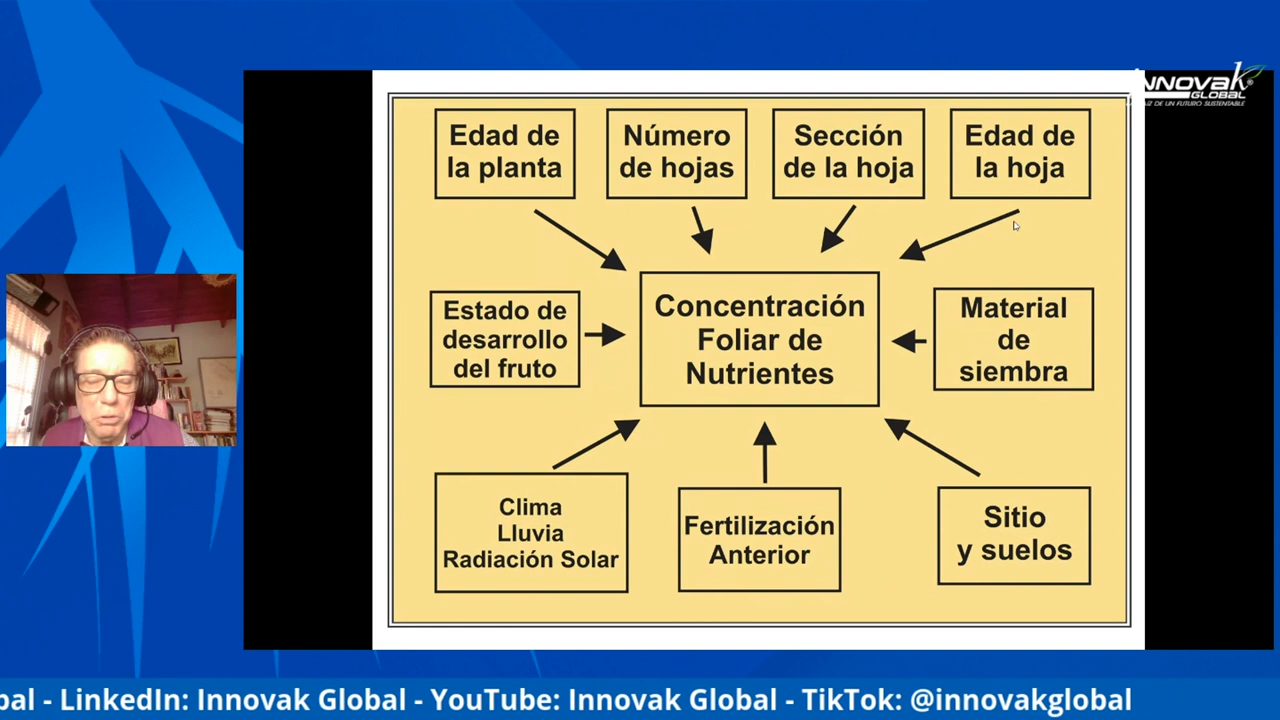 INNOVAK
GLOBAL
Edad de
la planta
Número
de hojas
Sección
de la hoja
Edad de
la hoja
Estado de
desarrollo
del fruto
Concentración
Foliar de
Nutrientes
Material
de
siembra
Clima
Lluvia
Radiación Solar
Fertilización
Anterior
Sitio
y suelos
bal - LinkedIn: Innovak Global - YouTube: Innovak Global - TikTok: @innovakglobal